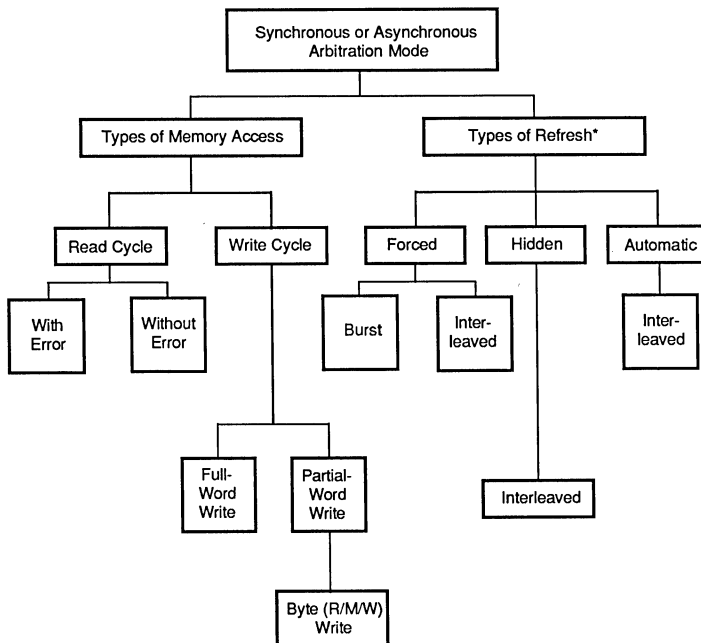 Synchronous or Asynchronous
Arbitration Mode
Types of Memory Access
Types of Refresh*
Read Cycle
Write Cycle
Forced
Hidden
Automatic
With
Error
Without
Error
Burst
Inter-
leaved
Inter-
leaved
Full-
Word
Write
Partial-
Word
Write
Interleaved
Byte (R/M/W)
Write